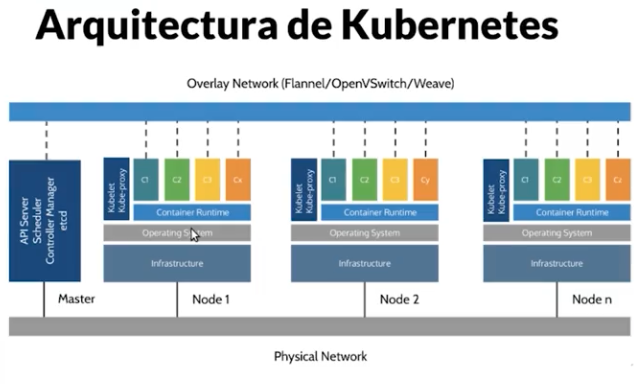 Arquitectura de Kubernetes
Overlay Network (Flannel/OpenVSwitch/Weave)
API Server
Scheduler
Controller Manager
etcd
Master
Kubelet
Kube-proxy
C1
C2
C3
Cx
Container Runtime
Operating System
Infrastructure
Node 1
Kubelet
Kube-proxy
C1
C2
C3
Cy
Container Runtime
Operating System
Infrastructure
Node 2
Kubelet
Kube-proxy
C1
C2
C3
Cz
Container Runtime
Operating System
Infrastructure
Node n
Physical Network